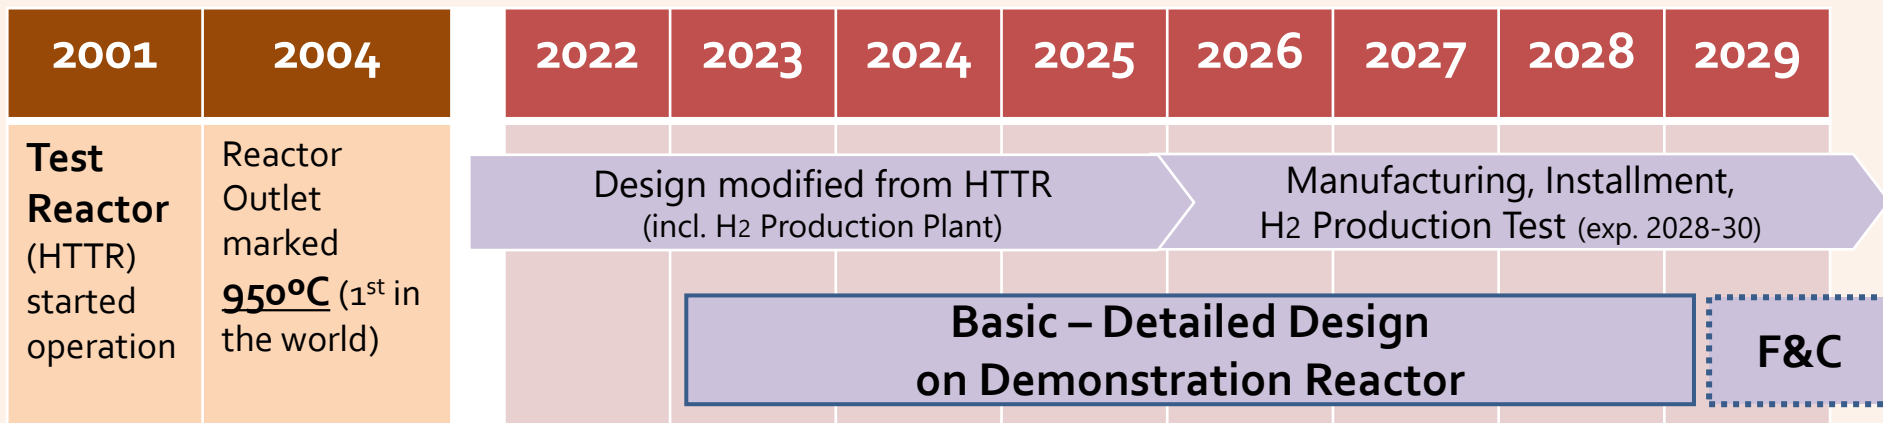 2001
2004
2022
2023
2024
2025
2026
2027
2028
2029
Test
Reactor
(HTTR)
started
operation
Reactor
Outlet
marked
950ºC (1st in
the world)
Design modified from HTTR
(incl. H2 Production Plant)
Manufacturing, Installment,
H2 Production Test (exp. 2028-30)
Basic – Detailed Design
on Demonstration Reactor
F&C